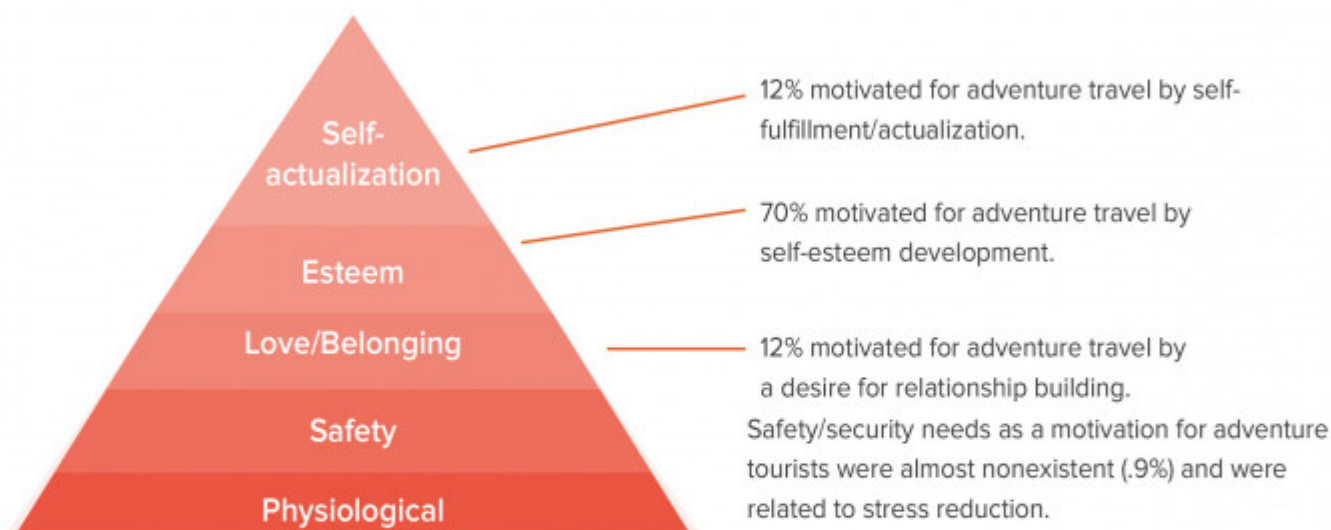 Self-
actualization
Esteem
Love/Belonging
Safety
Physiological
12% motivated for adventure travel by self-
fulfillment/actualization.
70% motivated for adventure travel by
self-esteem development.
12% motivated for adventure travel by
a desire for relationship building.
Safety/security needs as a motivation for adventure
tourists were almost nonexistent (.9%) and were
related to stress reduction.